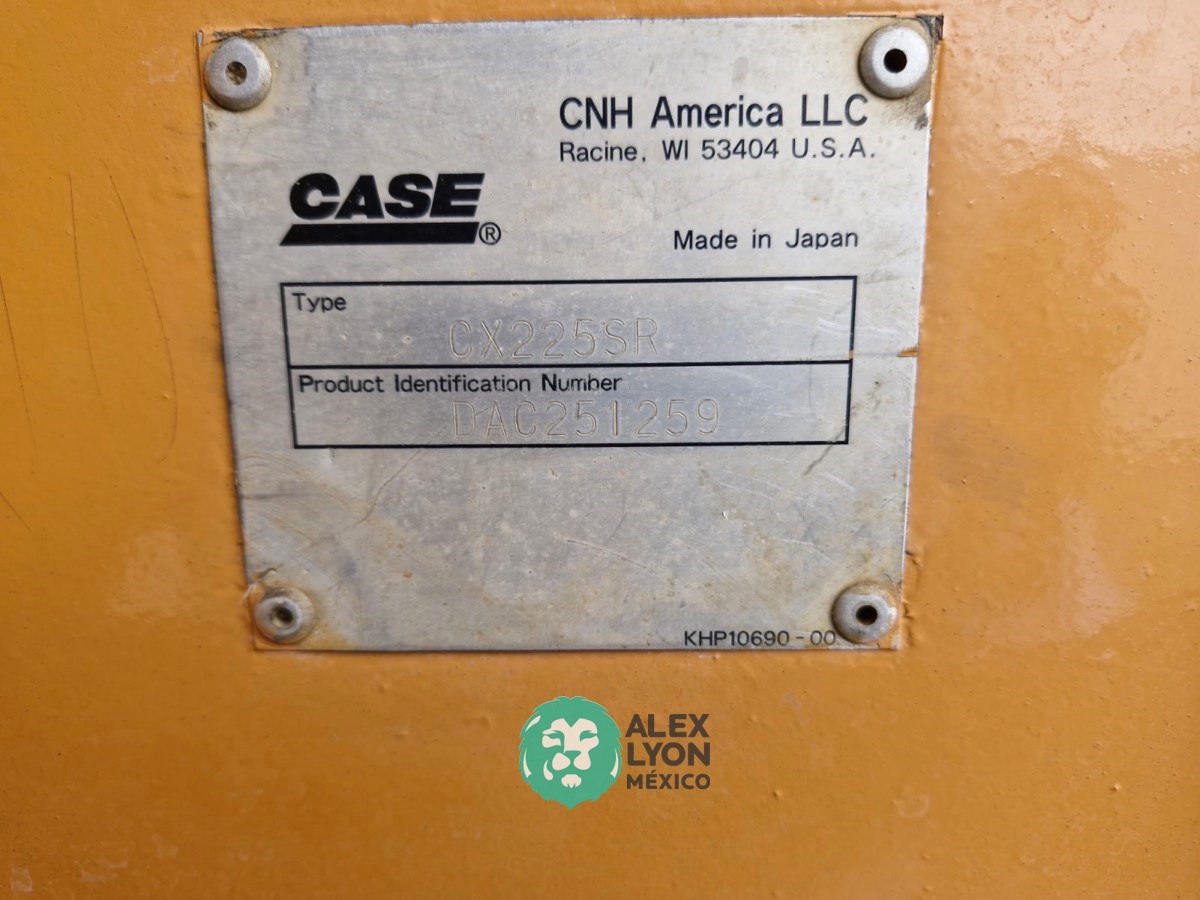 CNH America LLC
Racine, WI 53404 U.S.A.
CASE®
Made in Japan
Type
CX225SR
Product Identification Number
DAC251259
KHP10690-00
ALEX
LYON
MÉXICO